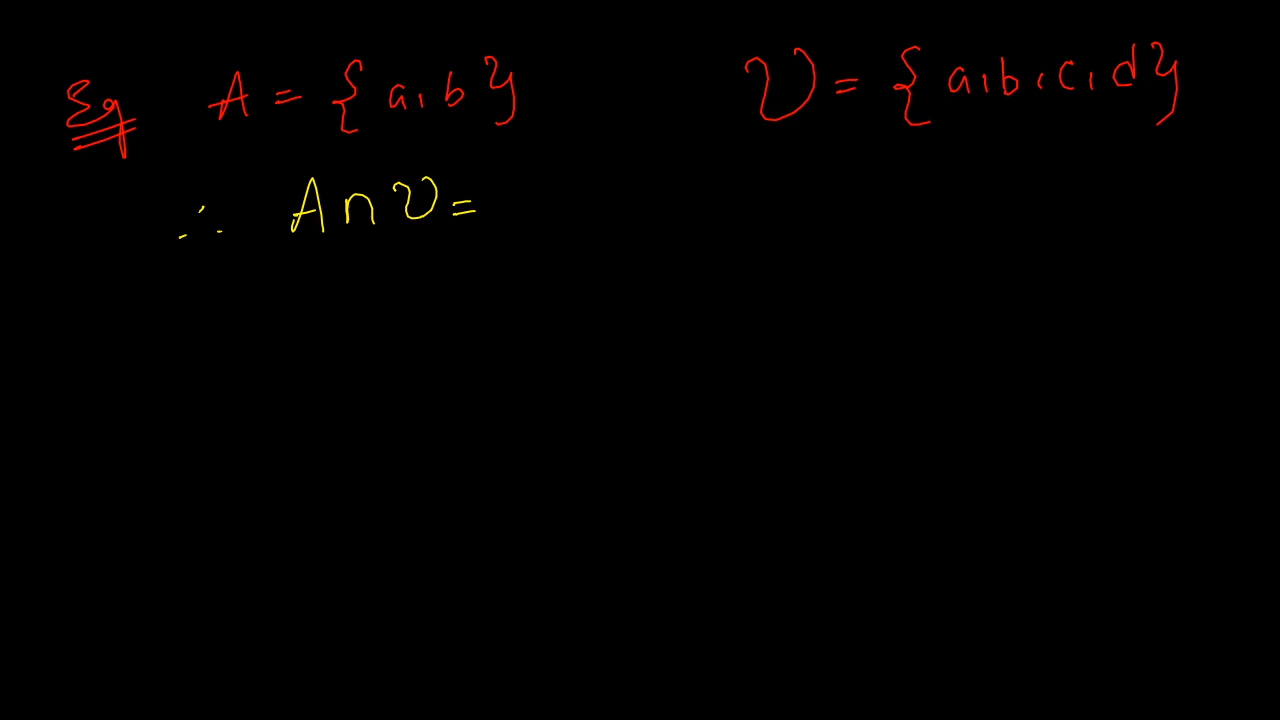 Eg A = {a, b} U = {a, b, c, d}
∴ A ∩ U =